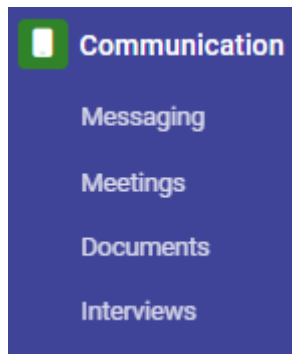 Communication
Messaging
Meetings
Documents
Interviews